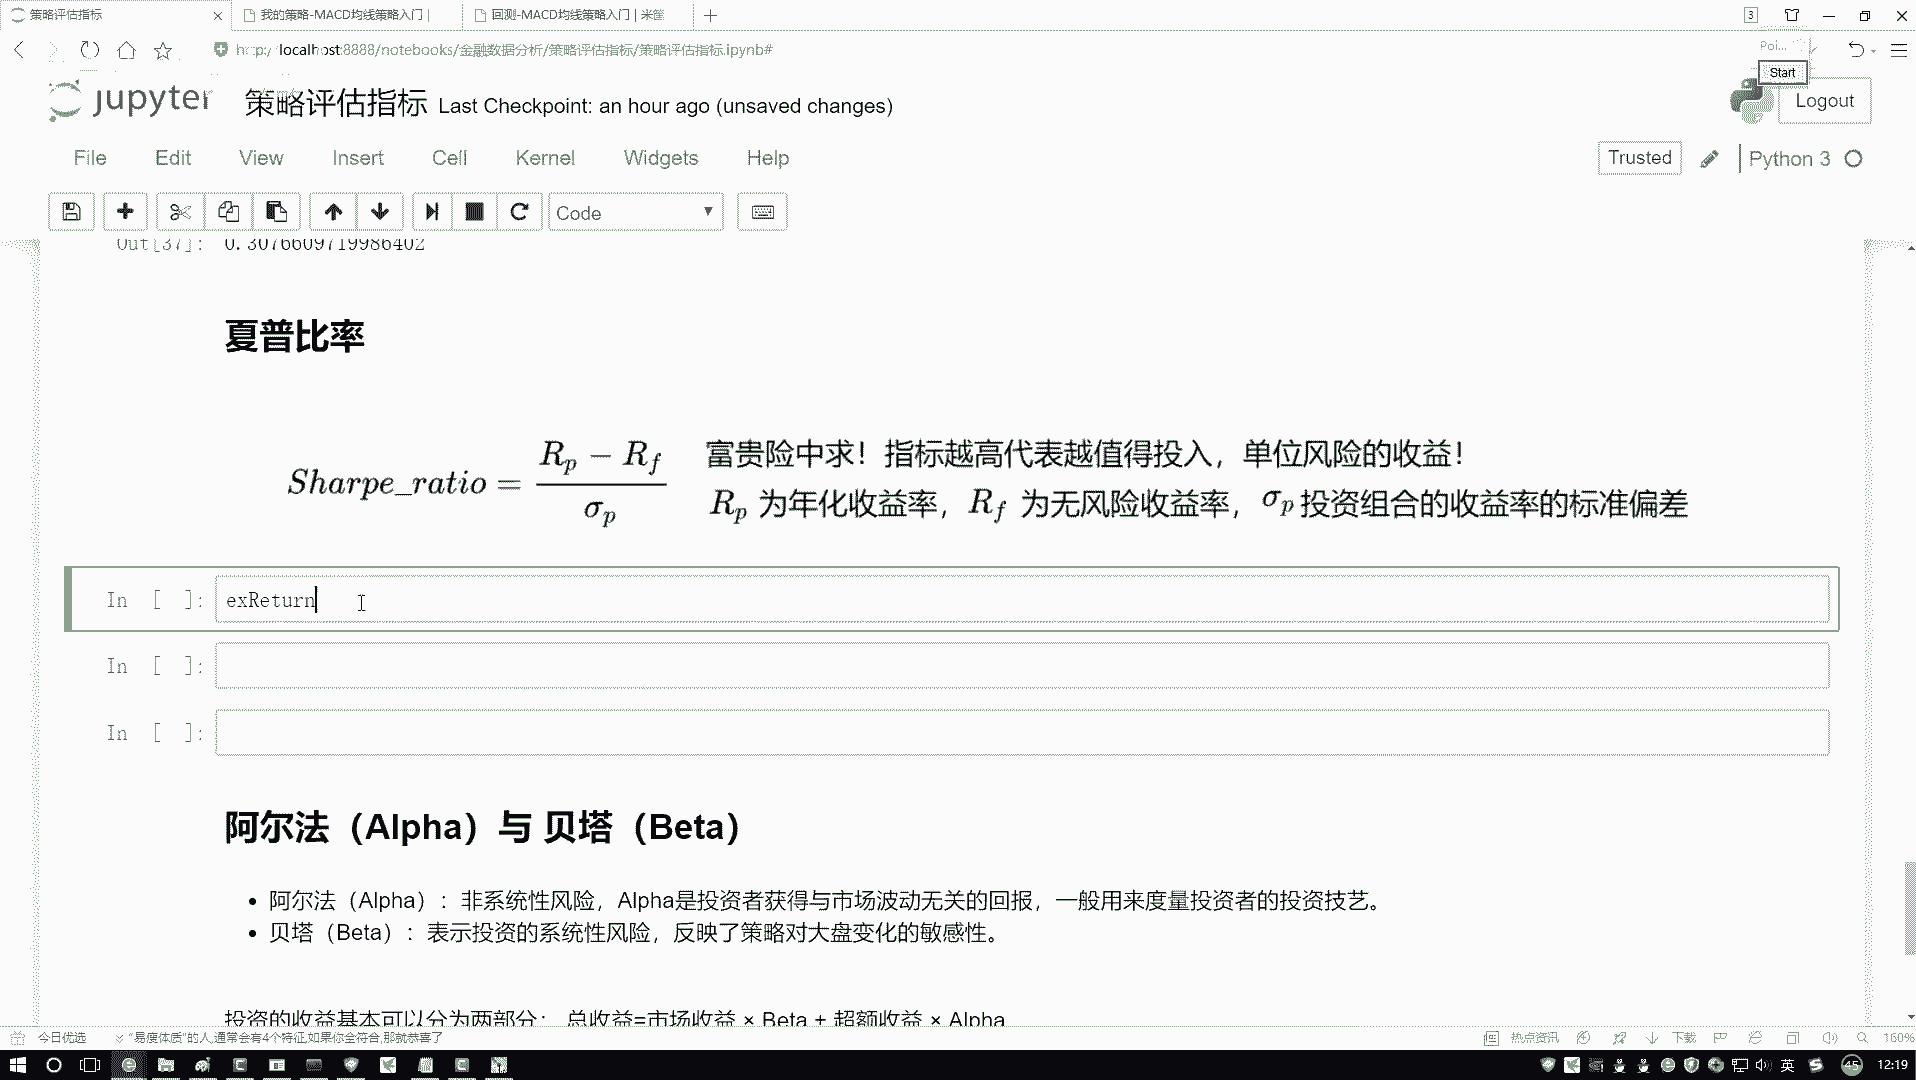 策略评估指标
我的策略-MACD均线策略入门 |
回测-MACD均线策略入门 | 米筐
3
http://localhost:8888/notebooks/金融数据分析/策略评估指标/策略评估指标.ipynb#
Poi...
Start
jupyter 策略评估指标 Last Checkpoint: an hour ago (unsaved changes)
Logout
File Edit View Insert Cell Kernel Widgets Help
Trusted
Python 3
Code
Out[37]: 0.3076609719986402
夏普比率
Sharpe_ratio = (R_p − R_f) / σ_p
富贵险中求！指标越高代表越值得投入，单位风险的收益！
R_p 为年化收益率，R_f 为无风险收益率，σ_p 投资组合的收益率的标准偏差
In [ ]: exReturn
In [ ]:
In [ ]:
阿尔法（Alpha）与 贝塔（Beta）
• 阿尔法（Alpha）：非系统性风险，Alpha是投资者获得与市场波动无关的回报，一般用来度量投资者的投资技艺。
• 贝塔（Beta）：表示投资的系统性风险，反映了策略对大盘变化的敏感性。
投资的收益基本可以分为两部分： 总收益=市场收益 × Beta + 超额收益 × Alpha
今日优选
“易瘦体质”的人,通常会有4个特征,如果你全符合,那就恭喜了
热点资讯
下载
160%
英
45
12:19